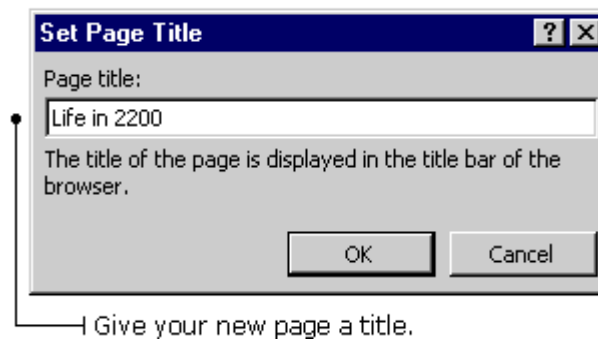 Set Page Title
Page title:
Life in 2200
The title of the page is displayed in the title bar of the
browser.
OK Cancel
Give your new page a title.